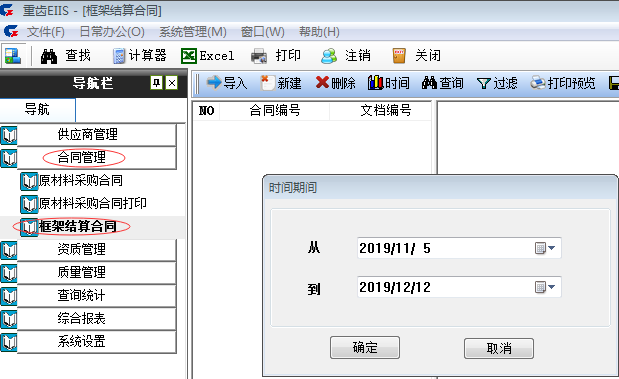 重齿EIIS - [框架结算合同]
文件(F) 日常办公(O) 系统管理(M) 窗口(W) 帮助(H)
查找 计算器 Excel 打印 注销 关闭
导航栏
导入 新建 删除 时间 查询 过滤 打印预览
导航
NO 合同编号 文档编号
供应商管理
合同管理
原材料采购合同
原材料采购合同打印
框架结算合同
资质管理
质量管理
查询统计
综合报表
系统设置
时间期间
从 2019/11/ 5
到 2019/12/12
确定 取消